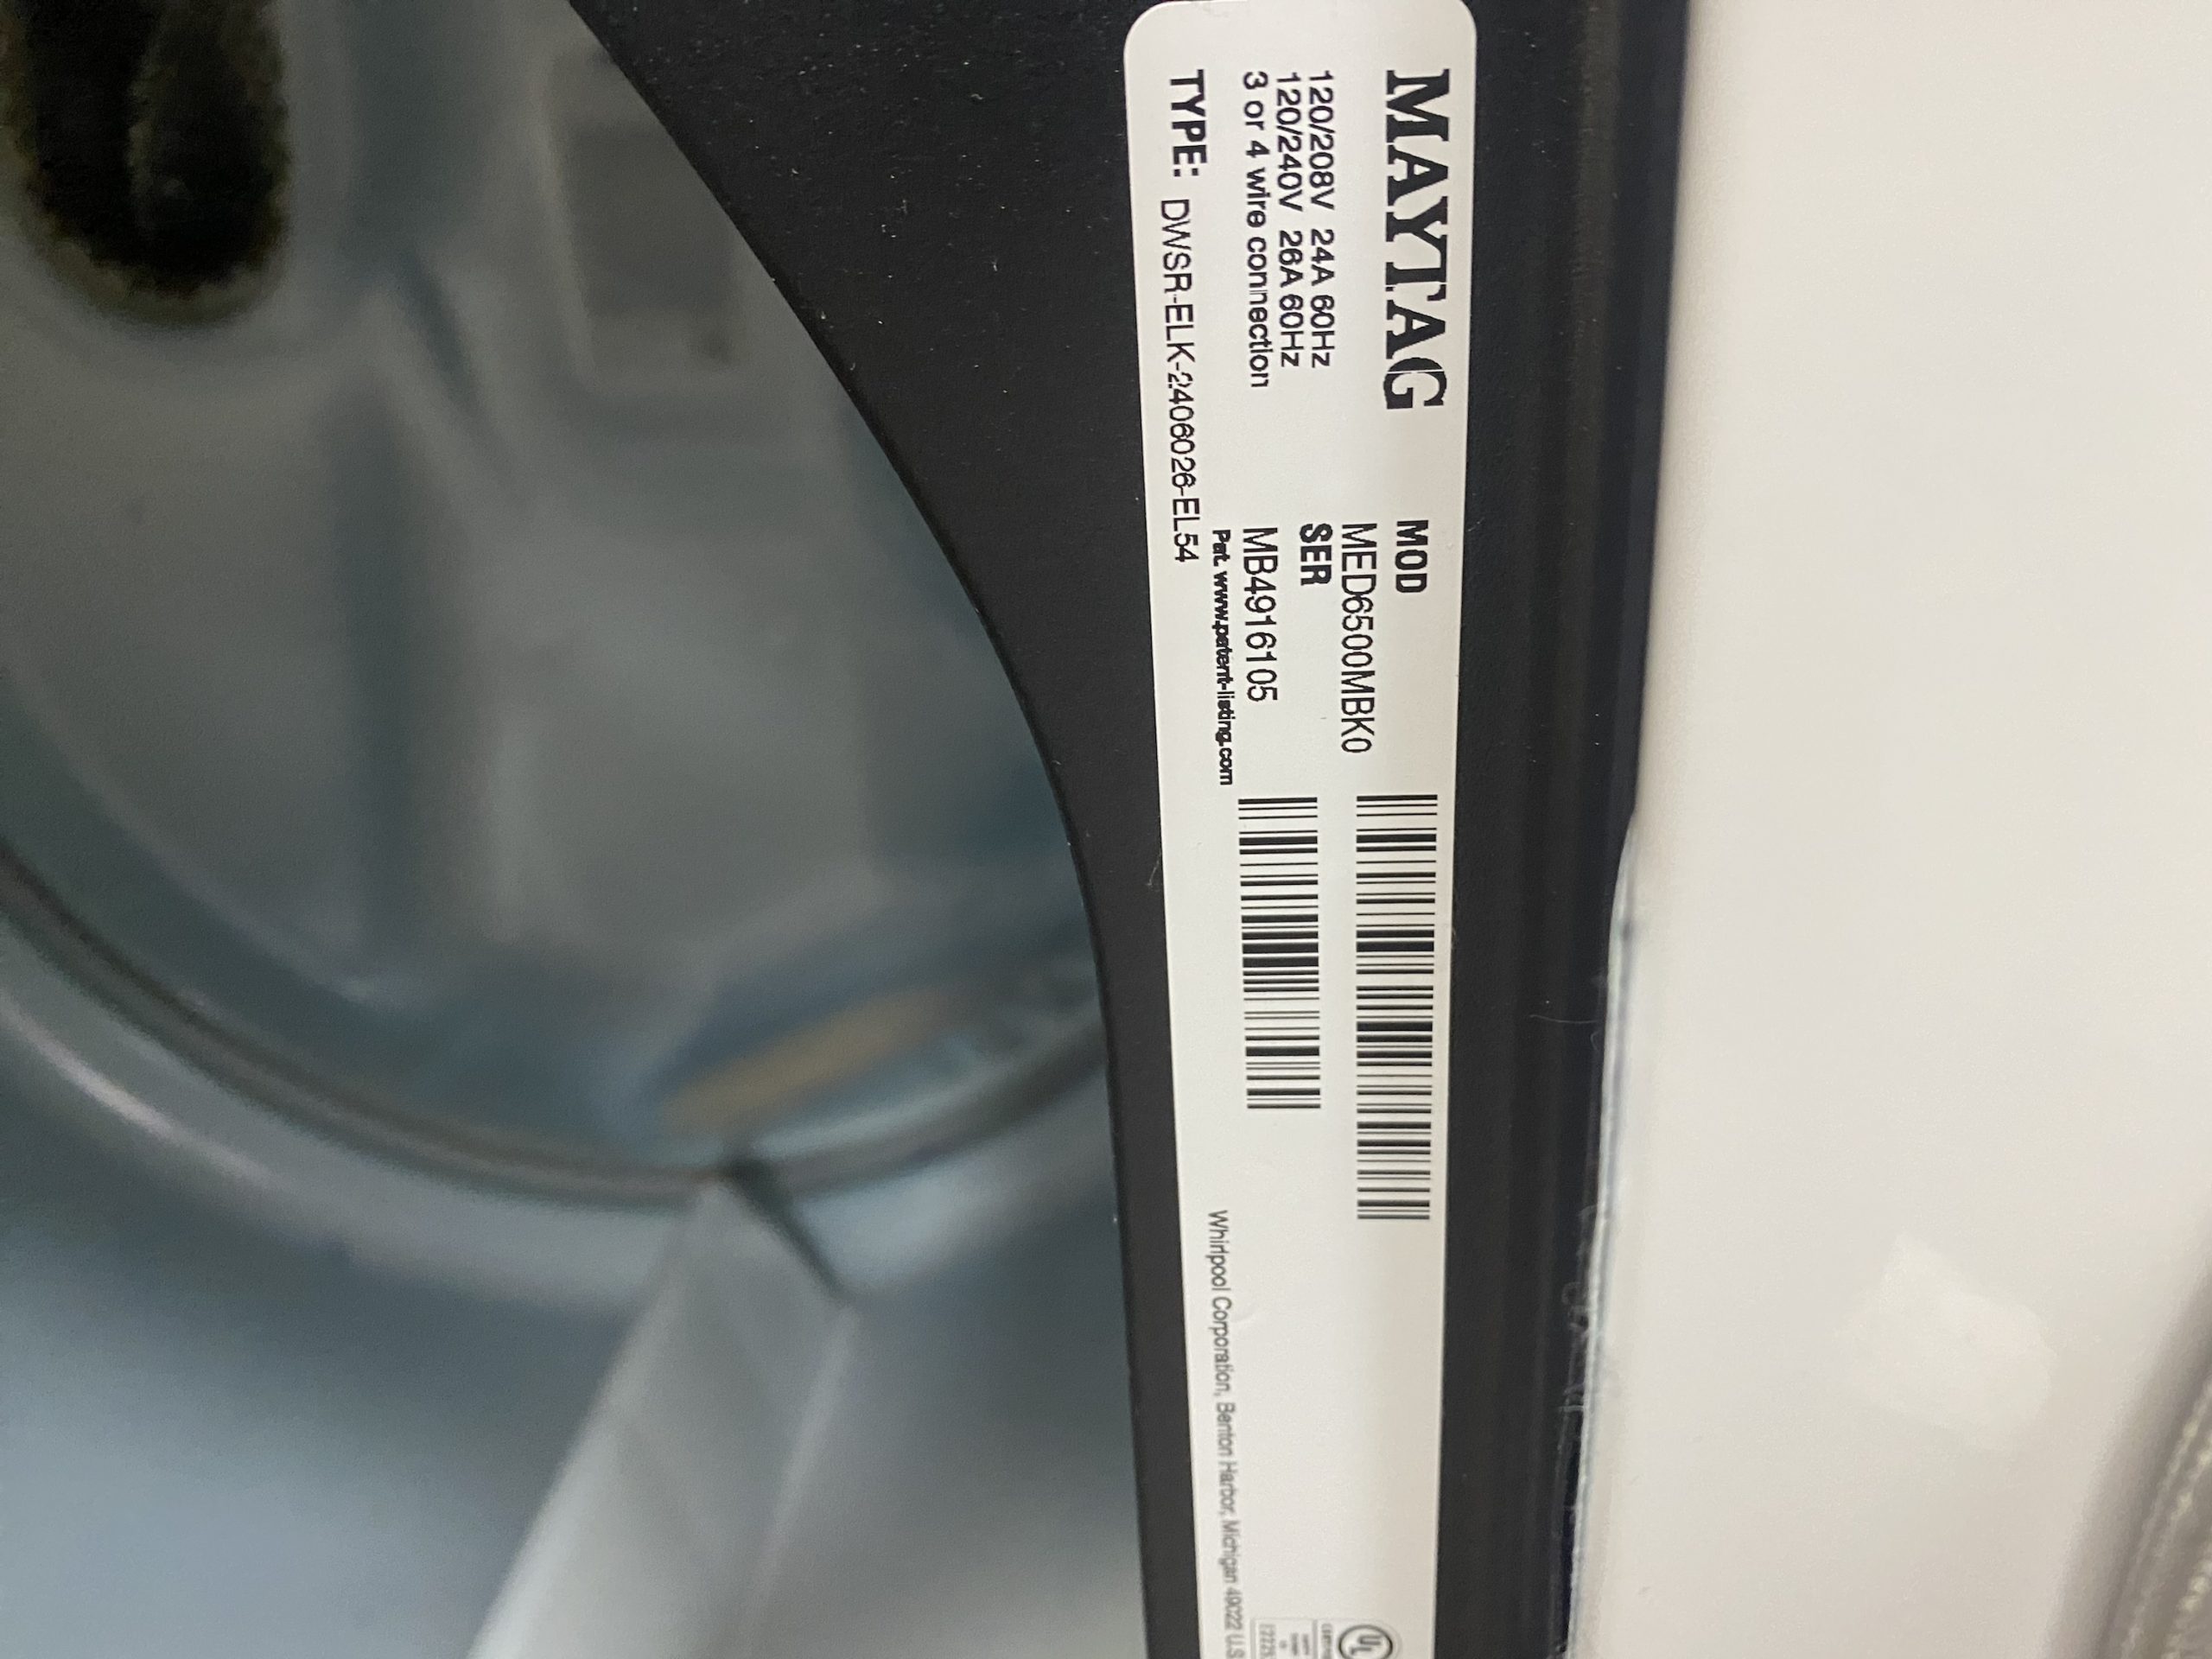 MAYTAG
120/208V 24A 60Hz
120/240V 26A 60Hz
3 or 4 wire connection
TYPE: DWSR-ELK-2406026-EL54
MOD
MED6500MBK0
SER
MB4916105
Pat. www.patent-listing.com
Whirlpool Corporation, Benton Harbor, Michigan 49022 U.S
UL